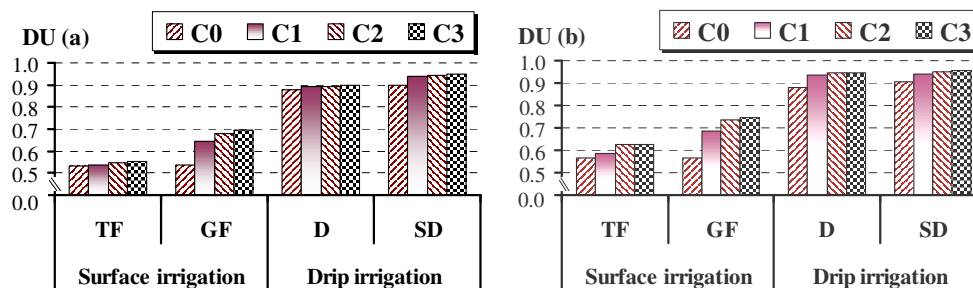 DU (a)
C0 C1 C2 C3
1.0
0.9
0.8
0.7
0.6
0.5
0.0
TF GF D SD
Surface irrigation Drip irrigation
DU (b)
C0 C1 C2 C3
1.0
0.9
0.8
0.7
0.6
0.5
0.0
TF GF D SD
Surface irrigation Drip irrigation